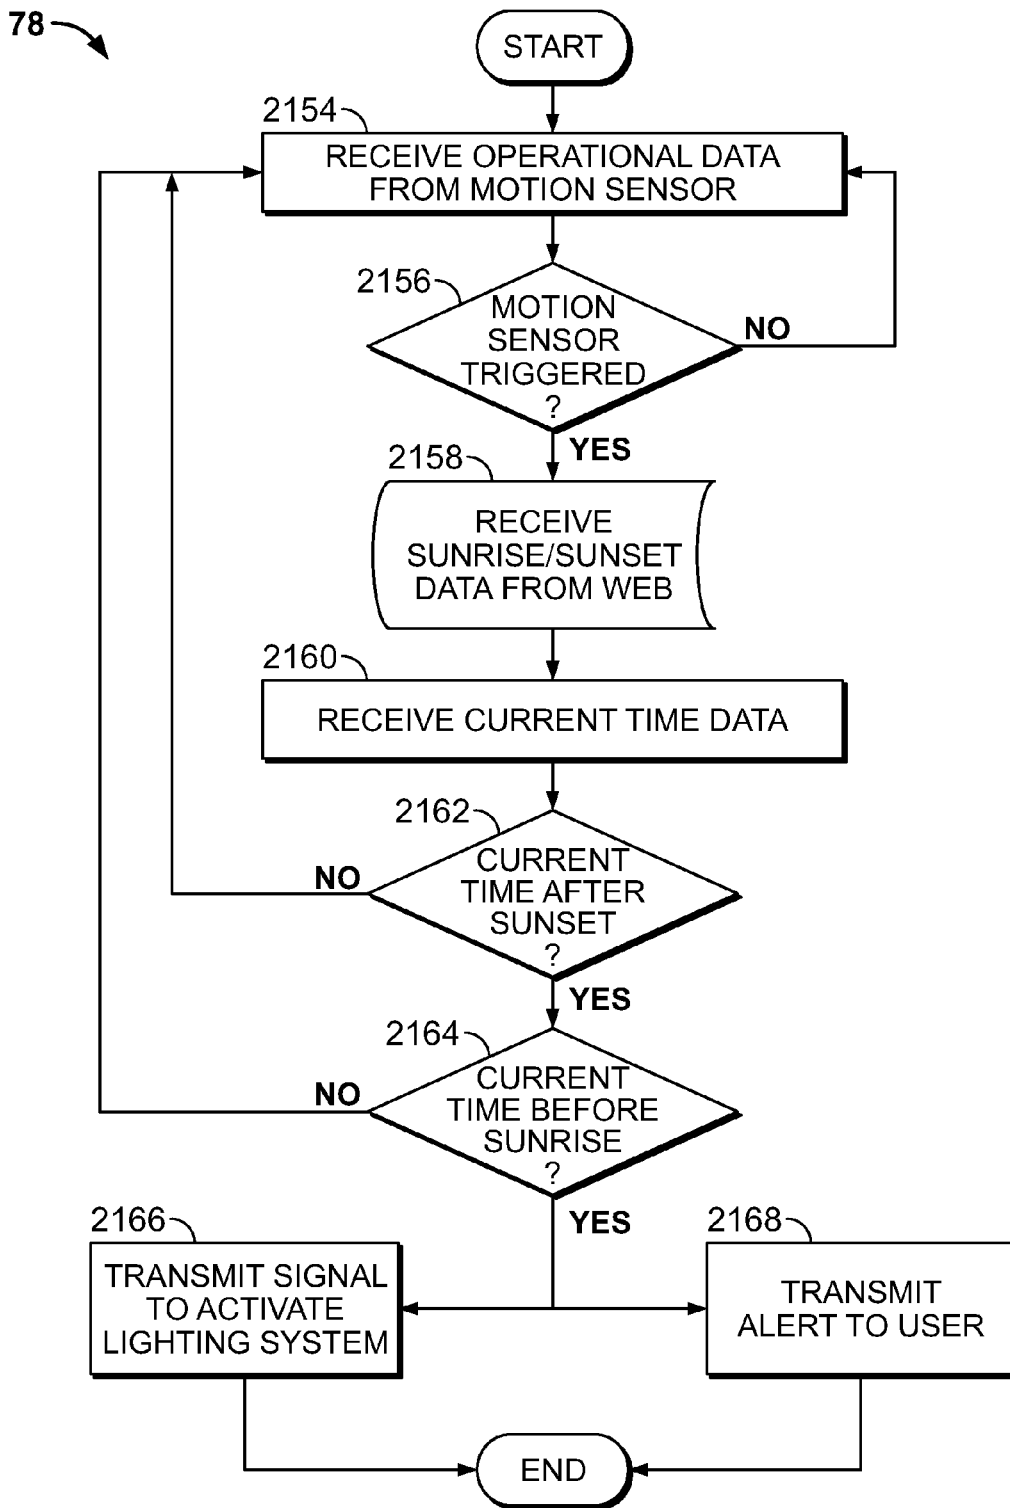 78
START
2154
RECEIVE OPERATIONAL DATA
FROM MOTION SENSOR
2156
MOTION
SENSOR
TRIGGERED
?
NO
YES
2158
RECEIVE
SUNRISE/SUNSET
DATA FROM WEB
2160
RECEIVE CURRENT TIME DATA
2162
CURRENT
TIME AFTER
SUNSET
?
NO
YES
2164
CURRENT
TIME BEFORE
SUNRISE
?
NO
YES
2166
TRANSMIT SIGNAL
TO ACTIVATE
LIGHTING SYSTEM
2168
TRANSMIT
ALERT TO USER
END